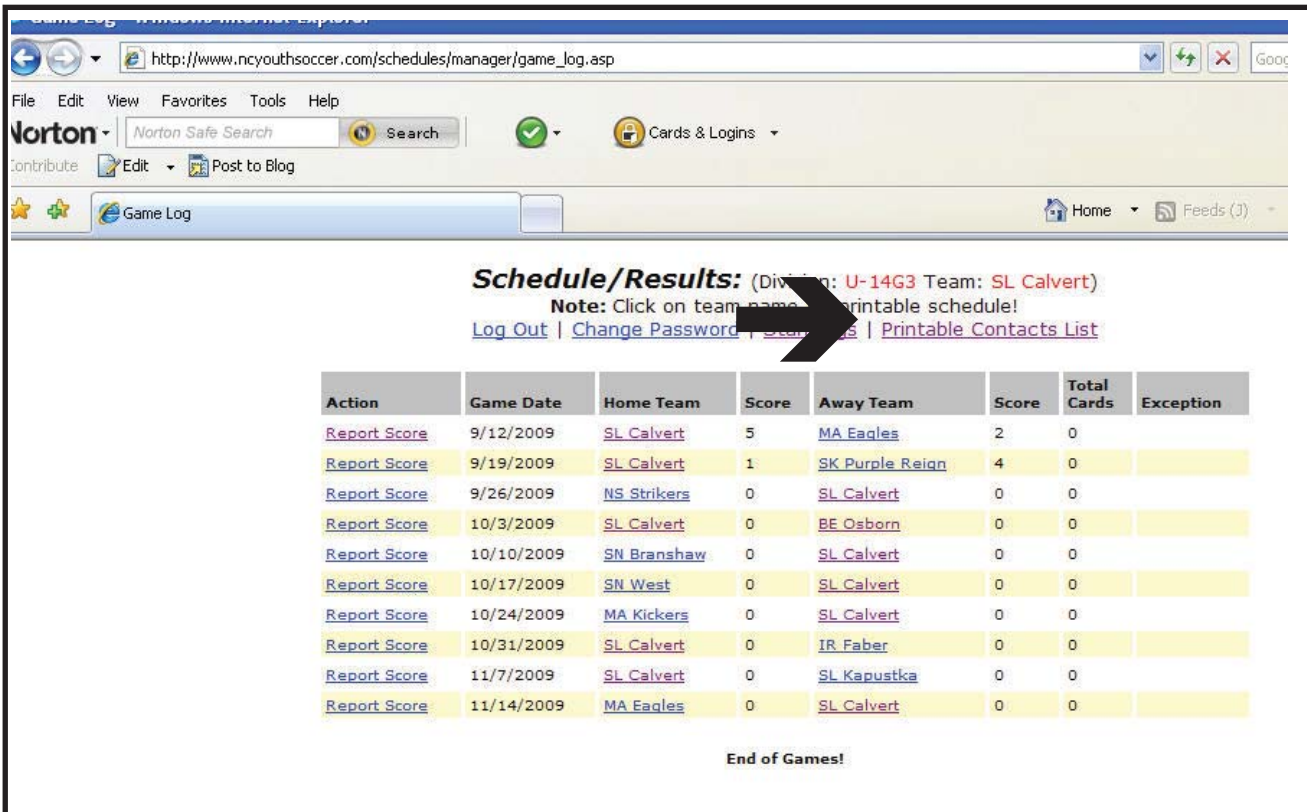 Game Log - Windows Internet Explorer
http://www.ncyouthsoccer.com/schedules/manager/game_log.asp
Goog
File Edit View Favorites Tools Help
Norton Norton Safe Search Search Cards & Logins
Contribute Edit Post to Blog
Game Log Home Feeds (J)
Schedule/Results: (Division: U-14G3 Team: SL Calvert)
Note: Click on team name printable schedule!
Log Out | Change Password | | Printable Contacts List
Action Game Date Home Team Score Away Team Score Total Cards Exception
Report Score 9/12/2009 SL Calvert 5 MA Eagles 2 0
Report Score 9/19/2009 SL Calvert 1 SK Purple Reign 4 0
Report Score 9/26/2009 NS Strikers 0 SL Calvert 0 0
Report Score 10/3/2009 SL Calvert 0 BE Osborn 0 0
Report Score 10/10/2009 SN Branshaw 0 SL Calvert 0 0
Report Score 10/17/2009 SN West 0 SL Calvert 0 0
Report Score 10/24/2009 MA Kickers 0 SL Calvert 0 0
Report Score 10/31/2009 SL Calvert 0 IR Faber 0 0
Report Score 11/7/2009 SL Calvert 0 SL Kapustka 0 0
Report Score 11/14/2009 MA Eagles 0 SL Calvert 0 0
End of Games!